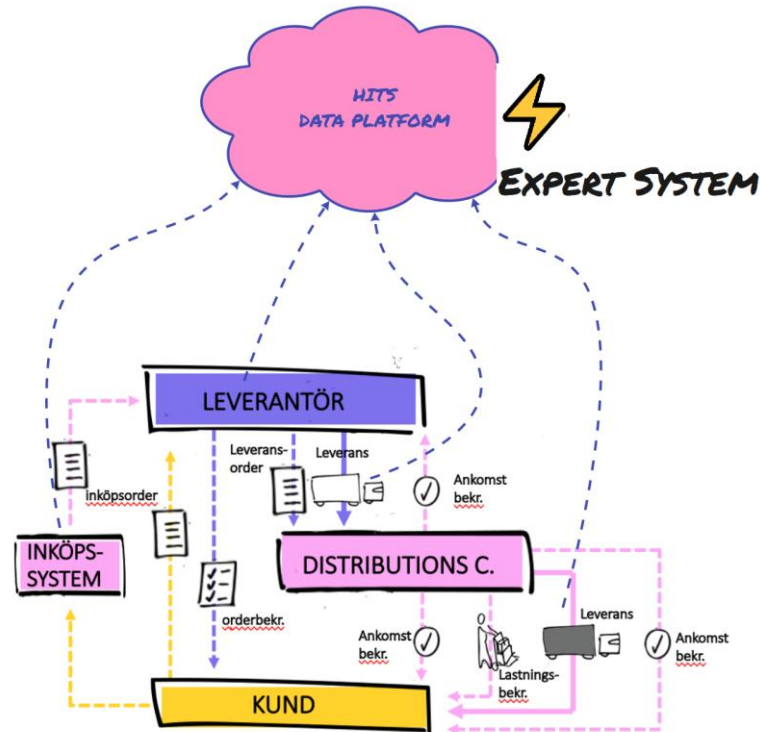 HITS
DATA PLATFORM
EXPERT SYSTEM
LEVERANTÖR
Leverans-
order
Leverans
Ankomst
bekr.
inköpsorder
INKÖPS-
SYSTEM
DISTRIBUTIONS C.
orderbekr.
Ankomst
bekr.
Lastnings-
bekr.
Leverans
Ankomst
bekr.
KUND